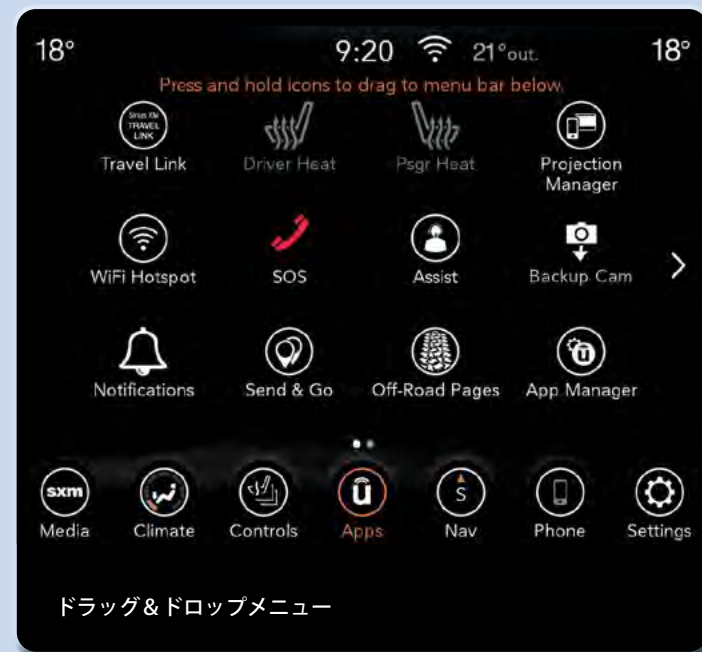 18° 9:20 21°out. 18°
Press and hold icons to drag to menu bar below.
Sirius XM TRAVEL LINK
Travel Link Driver Heat Psgr Heat Projection Manager
WiFi Hotspot SOS Assist Backup Cam
Notifications Send & Go Off-Road Pages App Manager
sxm S
Media Climate Controls Apps Nav Phone Settings
ドラッグ＆ドロップメニュー